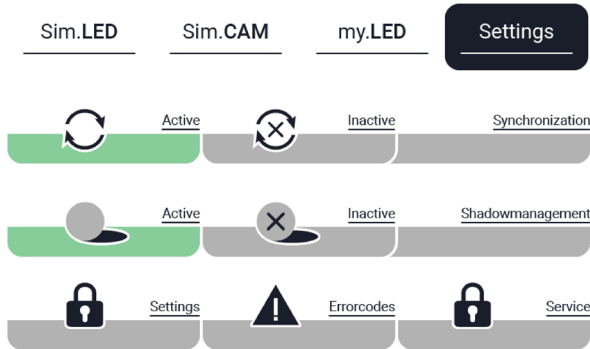 Sim.LED Sim.CAM my.LED Settings
Active Inactive Synchronization
Active Inactive Shadowmanagement
Settings Errorcodes Service